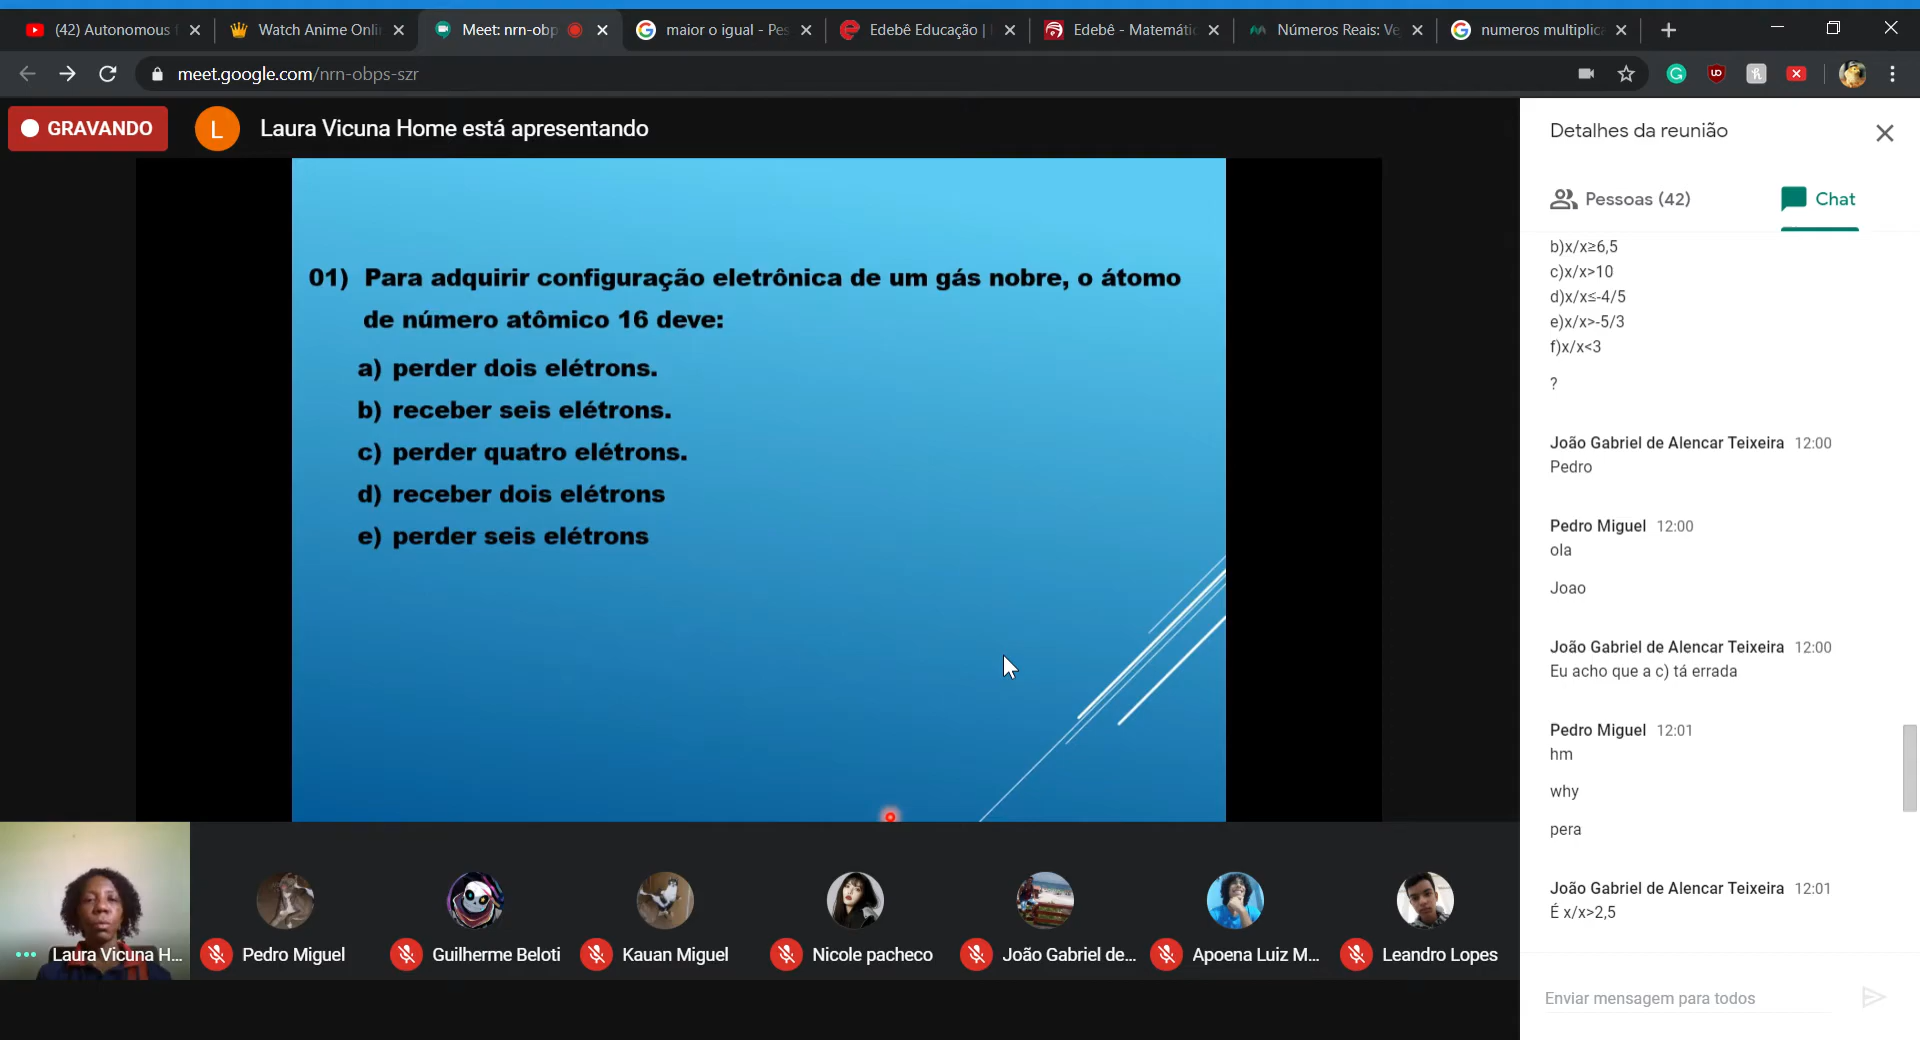 (42) Autonomous
Watch Anime Onli
Meet: nrn-obp
maior o igual - Pes
Edebê Educação |
Edebê - Matemátic
Números Reais: Ve
numeros multiplica
meet.google.com/nrn-obps-szr
GRAVANDO
L
Laura Vicuna Home está apresentando
01) Para adquirir configuração eletrônica de um gás nobre, o átomo
de número atômico 16 deve:
a) perder dois elétrons.
b) receber seis elétrons.
c) perder quatro elétrons.
d) receber dois elétrons
e) perder seis elétrons
Laura Vicuna H...
Pedro Miguel
Guilherme Beloti
Kauan Miguel
Nicole pacheco
João Gabriel de...
Apoena Luiz M...
Leandro Lopes
Detalhes da reunião
Pessoas (42)
Chat
b)x/x≥6,5
c)x/x>10
d)x/x≤-4/5
e)x/x>-5/3
f)x/x<3
?
João Gabriel de Alencar Teixeira 12:00
Pedro
Pedro Miguel 12:00
ola
Joao
João Gabriel de Alencar Teixeira 12:00
Eu acho que a c) tá errada
Pedro Miguel 12:01
hm
why
pera
João Gabriel de Alencar Teixeira 12:01
É x/x>2,5
Enviar mensagem para todos